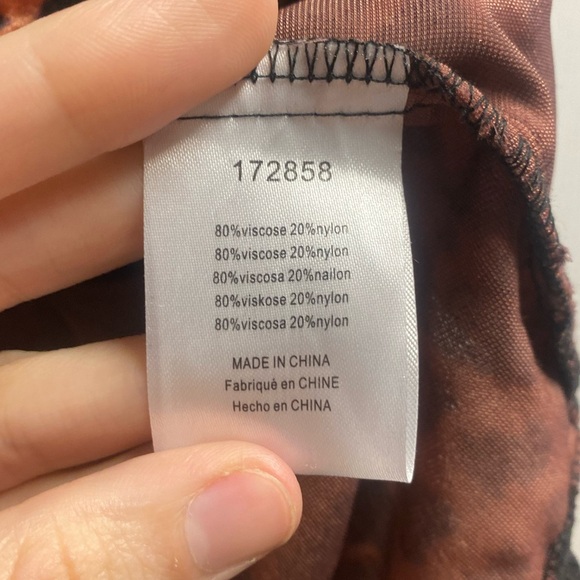 172858
80%viscose 20%nylon
80%viscose 20%nylon
80%viscosa 20%nailon
80%viskose 20%nylon
80%viscosa 20%nylon
MADE IN CHINA
Fabriqué en CHINE
Hecho en CHINA